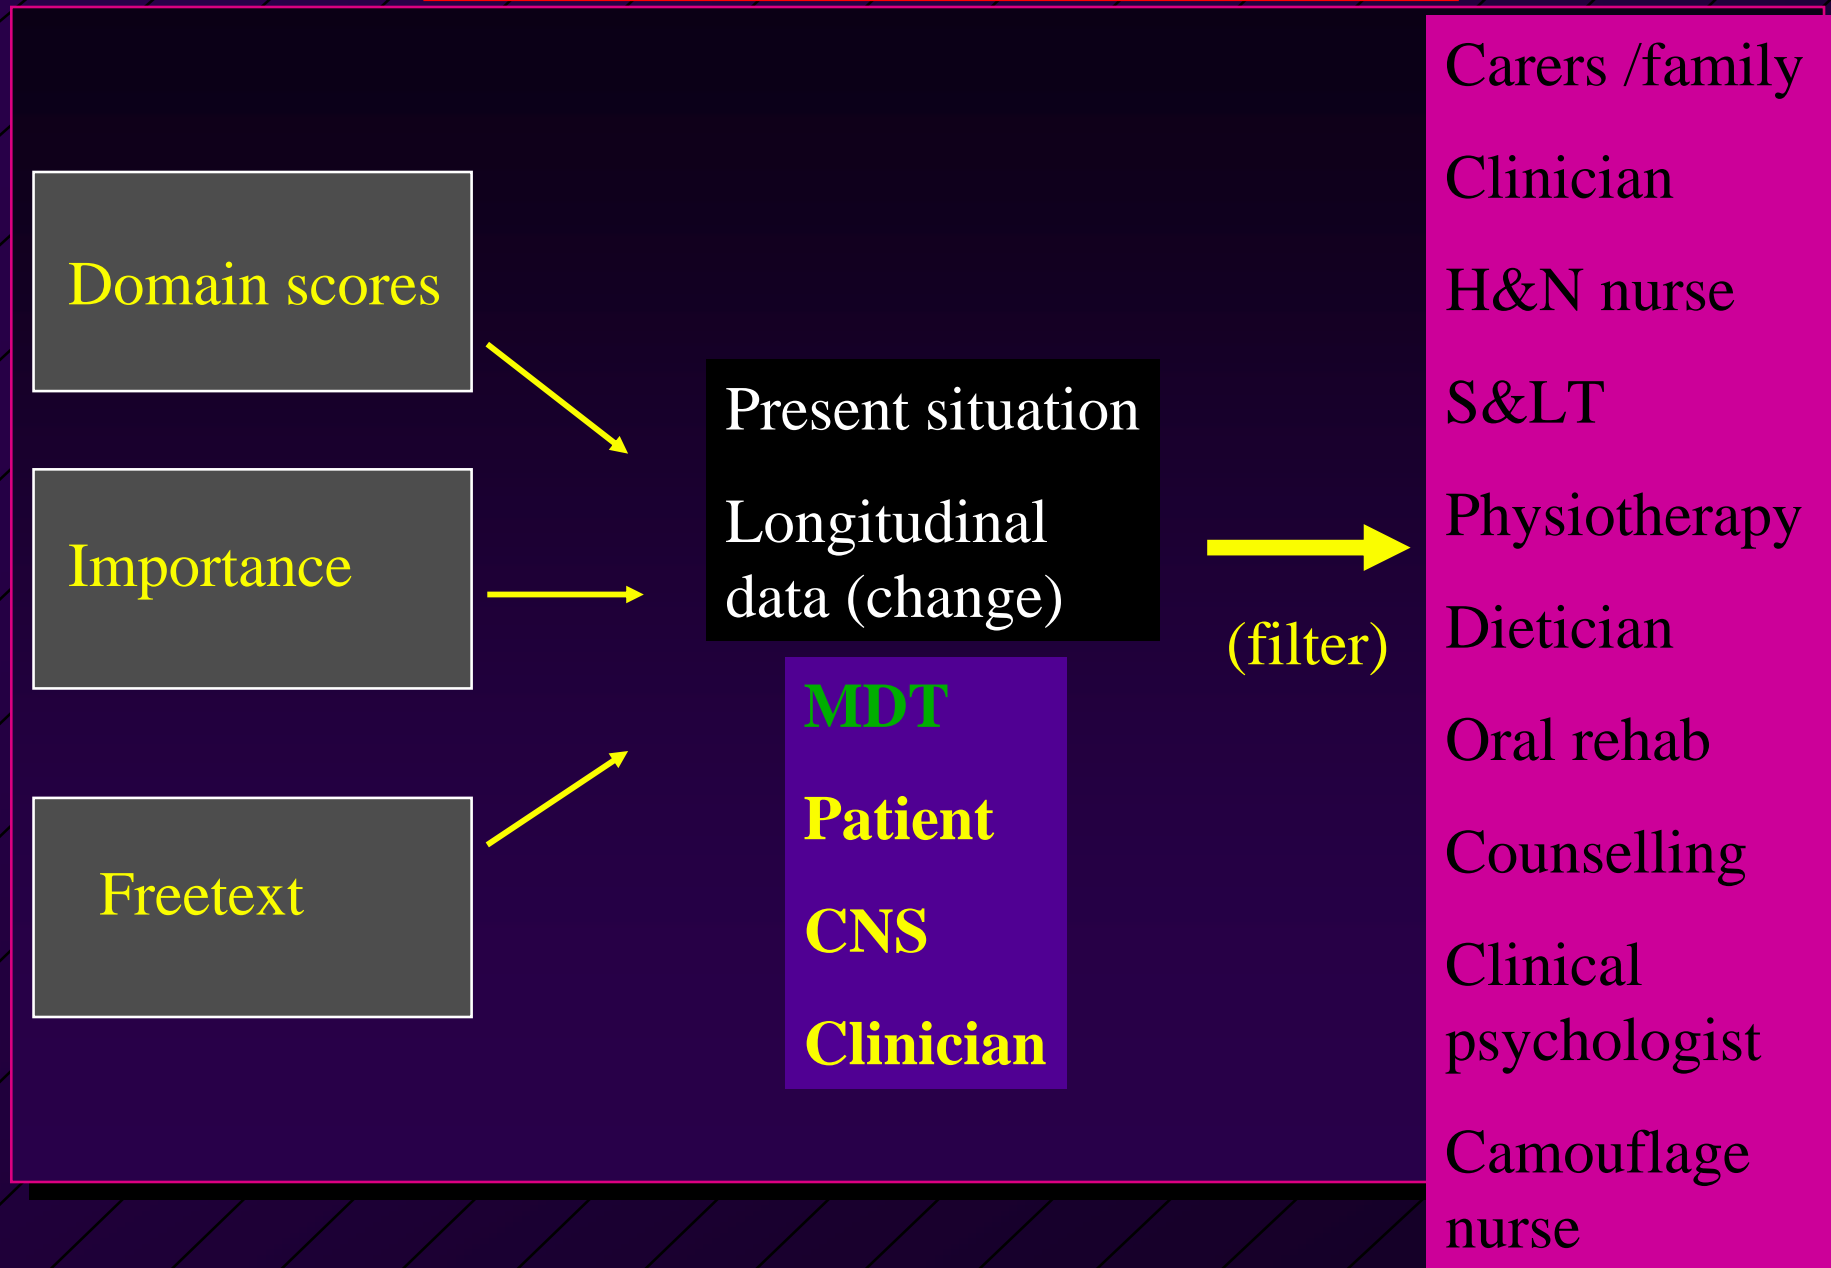 Domain scores
Importance
Freetext
Present situation
Longitudinal
data (change)
MDT
Patient
CNS
Clinician
(filter)
Carers /family
Clinician
H&N nurse
S&LT
Physiotherapy
Dietician
Oral rehab
Counselling
Clinical
psychologist
Camouflage
nurse